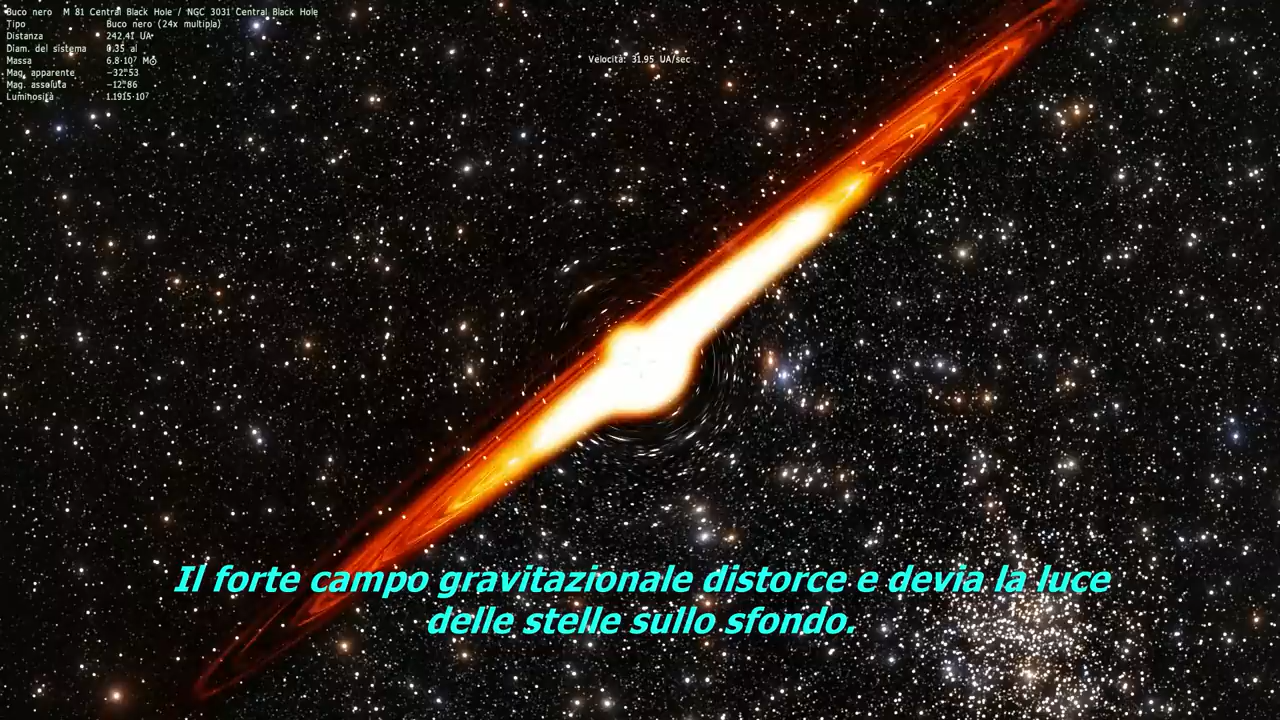 Buco nero M 81 Central Black Hole / NGC 3031 Central Black Hole
Tipo Buco nero (24x multipla)
Distanza 242.41 UA
Diam. del sistema 0.35 al
Massa 6.8·10⁷ M⊙
Mag. apparente −32.53
Mag. assoluta −12.86
Luminosità 1.1915·10⁷
Velocità: 31.95 UA/sec
Il forte campo gravitazionale distorce e devia la luce
delle stelle sullo sfondo.